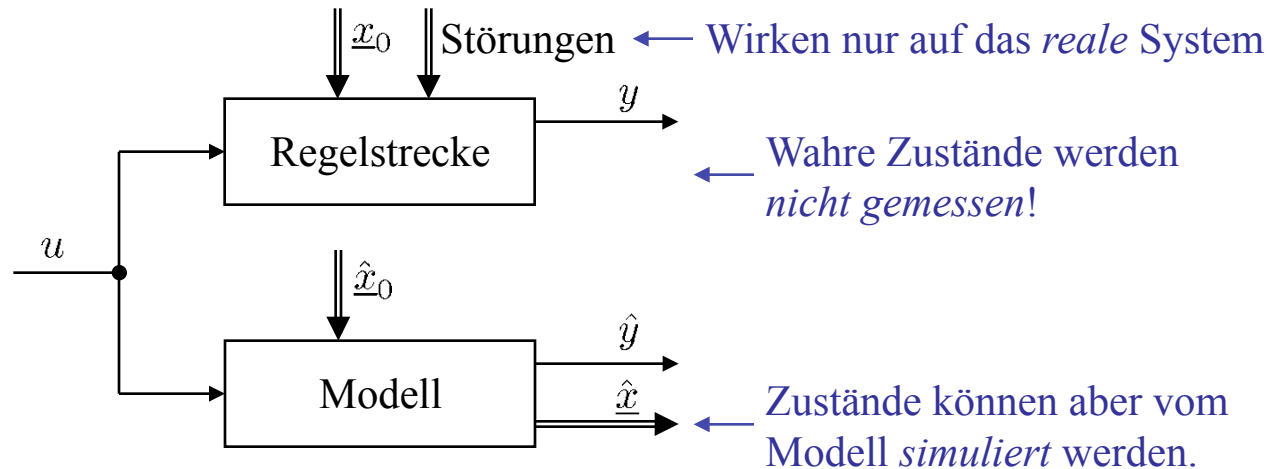 x̲₀ Störungen Wirken nur auf das reale System
y
Regelstrecke
Wahre Zustände werden
nicht gemessen!
u
x̲̂₀
ŷ
Modell
x̲̂
Zustände können aber vom
Modell simuliert werden.